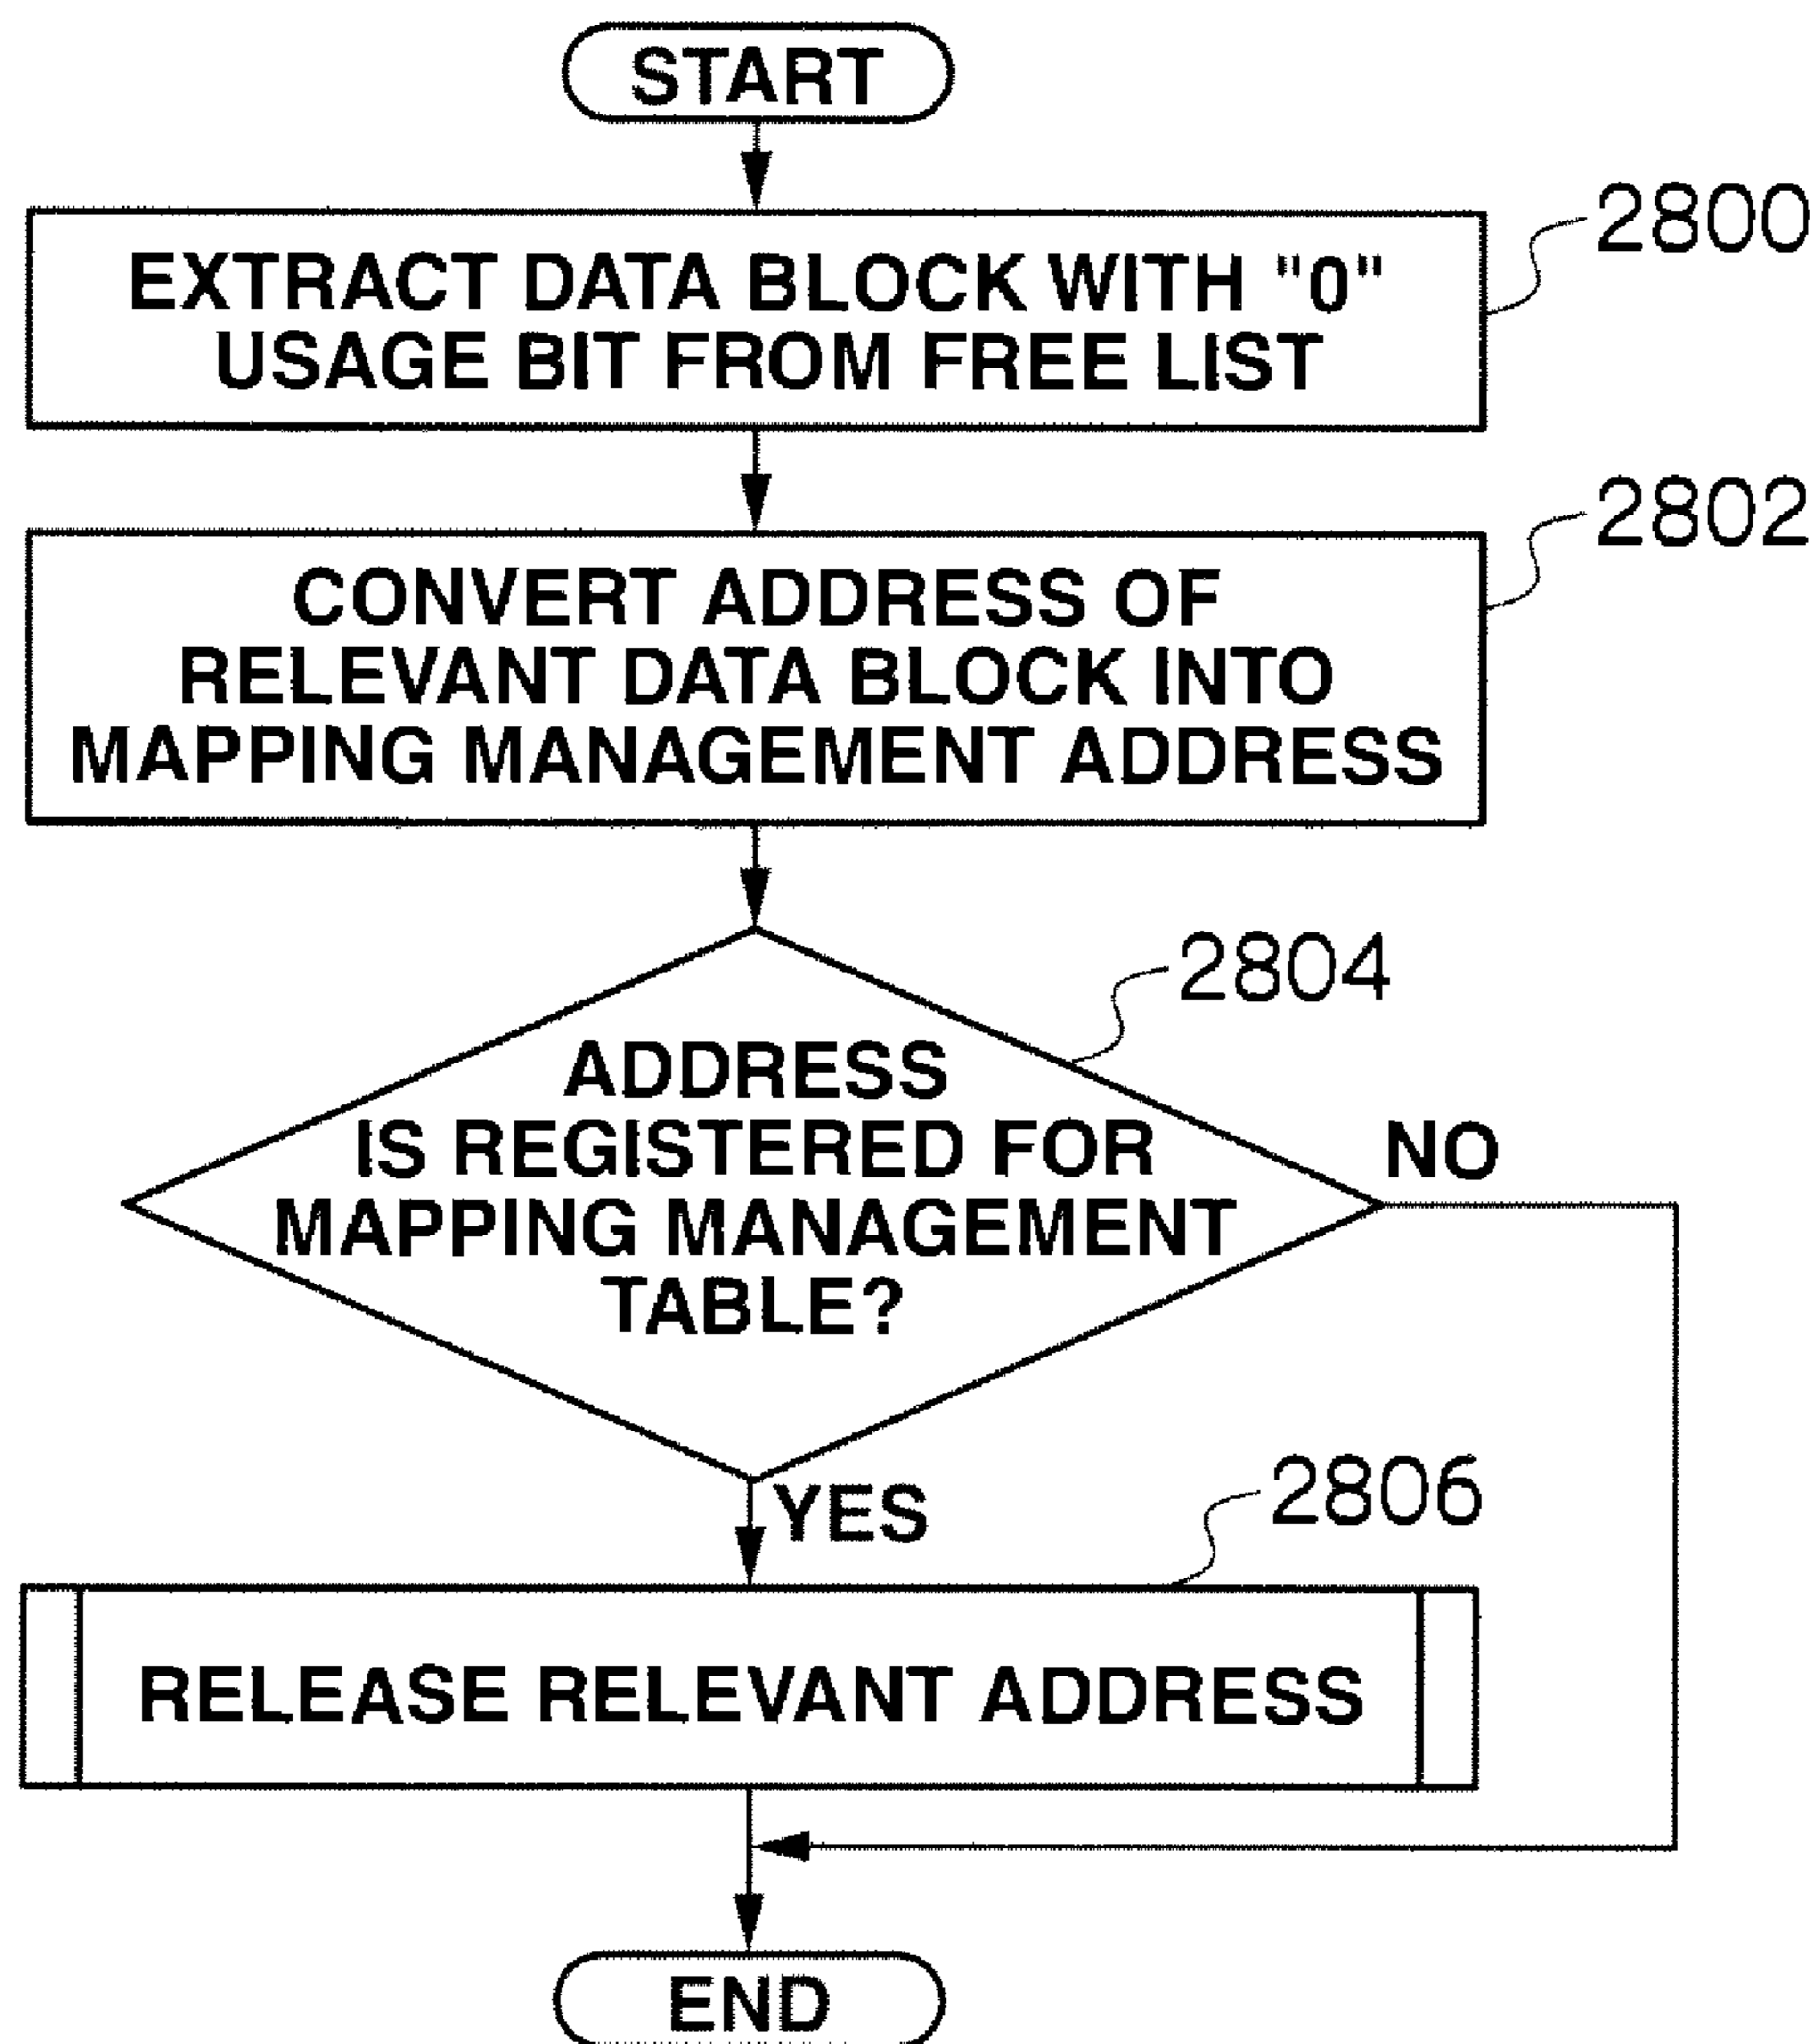 START
2800
EXTRACT DATA BLOCK WITH "0"
USAGE BIT FROM FREE LIST
2802
CONVERT ADDRESS OF
RELEVANT DATA BLOCK INTO
MAPPING MANAGEMENT ADDRESS
2804
ADDRESS
IS REGISTERED FOR
MAPPING MANAGEMENT
TABLE?
NO
YES
2806
RELEASE RELEVANT ADDRESS
END